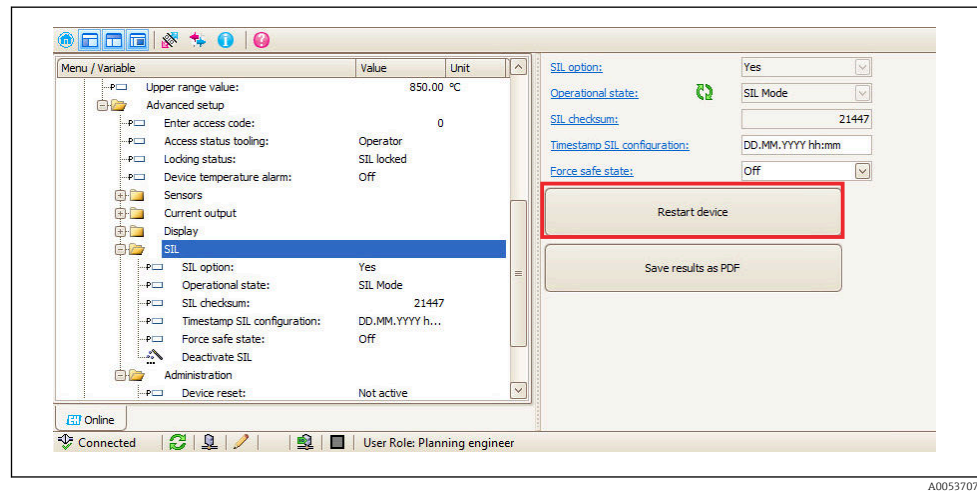 Menu / Variable Value Unit
Upper range value: 850.00 °C
Advanced setup
Enter access code: 0
Access status tooling: Operator
Locking status: SIL locked
Device temperature alarm: Off
Sensors
Current output
Display
SIL
SIL option: Yes
Operational state: SIL Mode
SIL checksum: 21447
Timestamp SIL configuration: DD.MM.YYYY h...
Force safe state: Off
Deactivate SIL
Administration
Device reset: Not active
Online
SIL option: Yes
Operational state: SIL Mode
SIL checksum: 21447
Timestamp SIL configuration: DD.MM.YYYY hh:mm
Force safe state: Off
Restart device
Save results as PDF
Connected User Role: Planning engineer
A0053707